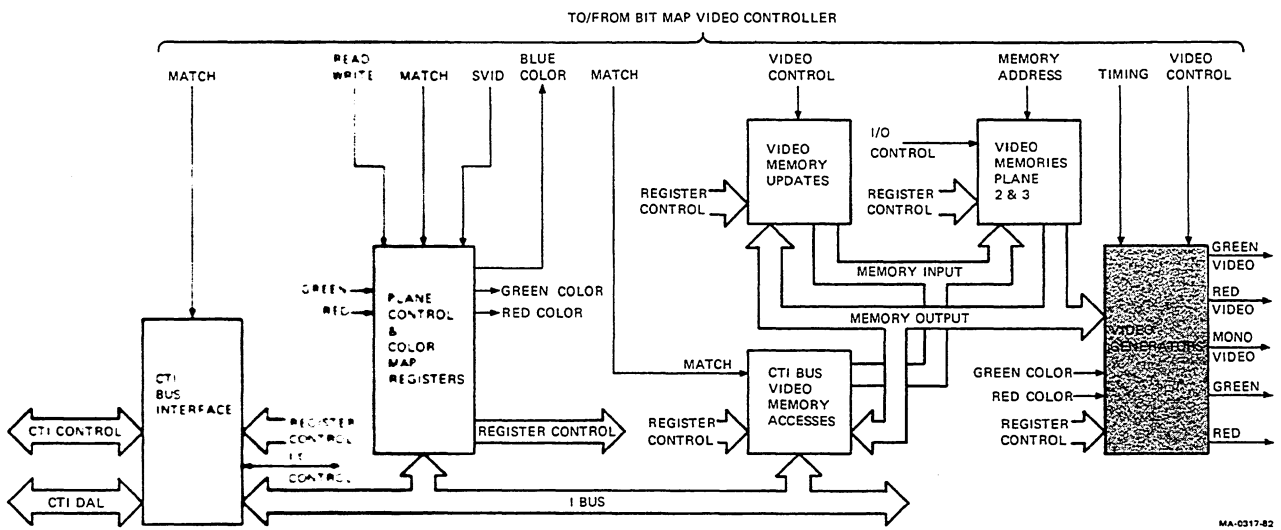 TO/FROM BIT MAP VIDEO CONTROLLER
MATCH
READ
WRITE
MATCH
SVID
BLUE
COLOR
MATCH
VIDEO
CONTROL
MEMORY
ADDRESS
TIMING
VIDEO
CONTROL
I/O
CONTROL
VIDEO
MEMORY
UPDATES
VIDEO
MEMORIES
PLANE
2 & 3
REGISTER
CONTROL
REGISTER
CONTROL
GREEN
VIDEO
RED
VIDEO
MONO
VIDEO
GREEN
RED
MEMORY INPUT
MEMORY OUTPUT
VIDEO
GENERATORS
GREEN
RED
PLANE
CONTROL
&
COLOR
MAP
REGISTERS
GREEN COLOR
RED COLOR
MATCH
CTI BUS
VIDEO
MEMORY
ACCESSES
GREEN COLOR
RED COLOR
REGISTER
CONTROL
REGISTER
CONTROL
CTI
BUS
INTERFACE
CTI CONTROL
REGISTER
CONTROL
REGISTER CONTROL
CONTROL
CTI DAL
I BUS
MA-0317-82